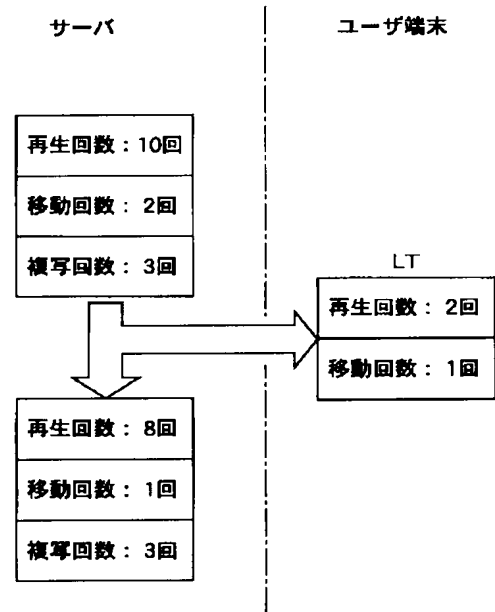 サーバ
ユーザ端末
再生回数：10回
移動回数：2回
複写回数：3回
LT
再生回数：2回
移動回数：1回
再生回数：8回
移動回数：1回
複写回数：3回